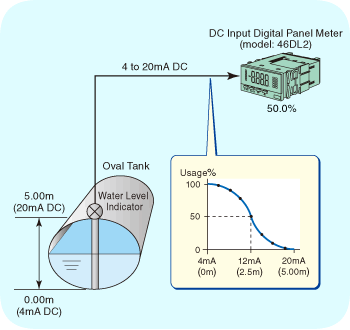 DC Input Digital Panel Meter
(model: 46DL2)
4 to 20mA DC
-8888
50.0%
Oval Tank
Water Level
Indicator
5.00m
(20mA DC)
0.00m
(4mA DC)
Usage%
100
50
0
4mA
(0m)
12mA
(2.5m)
20mA
(5.00m)